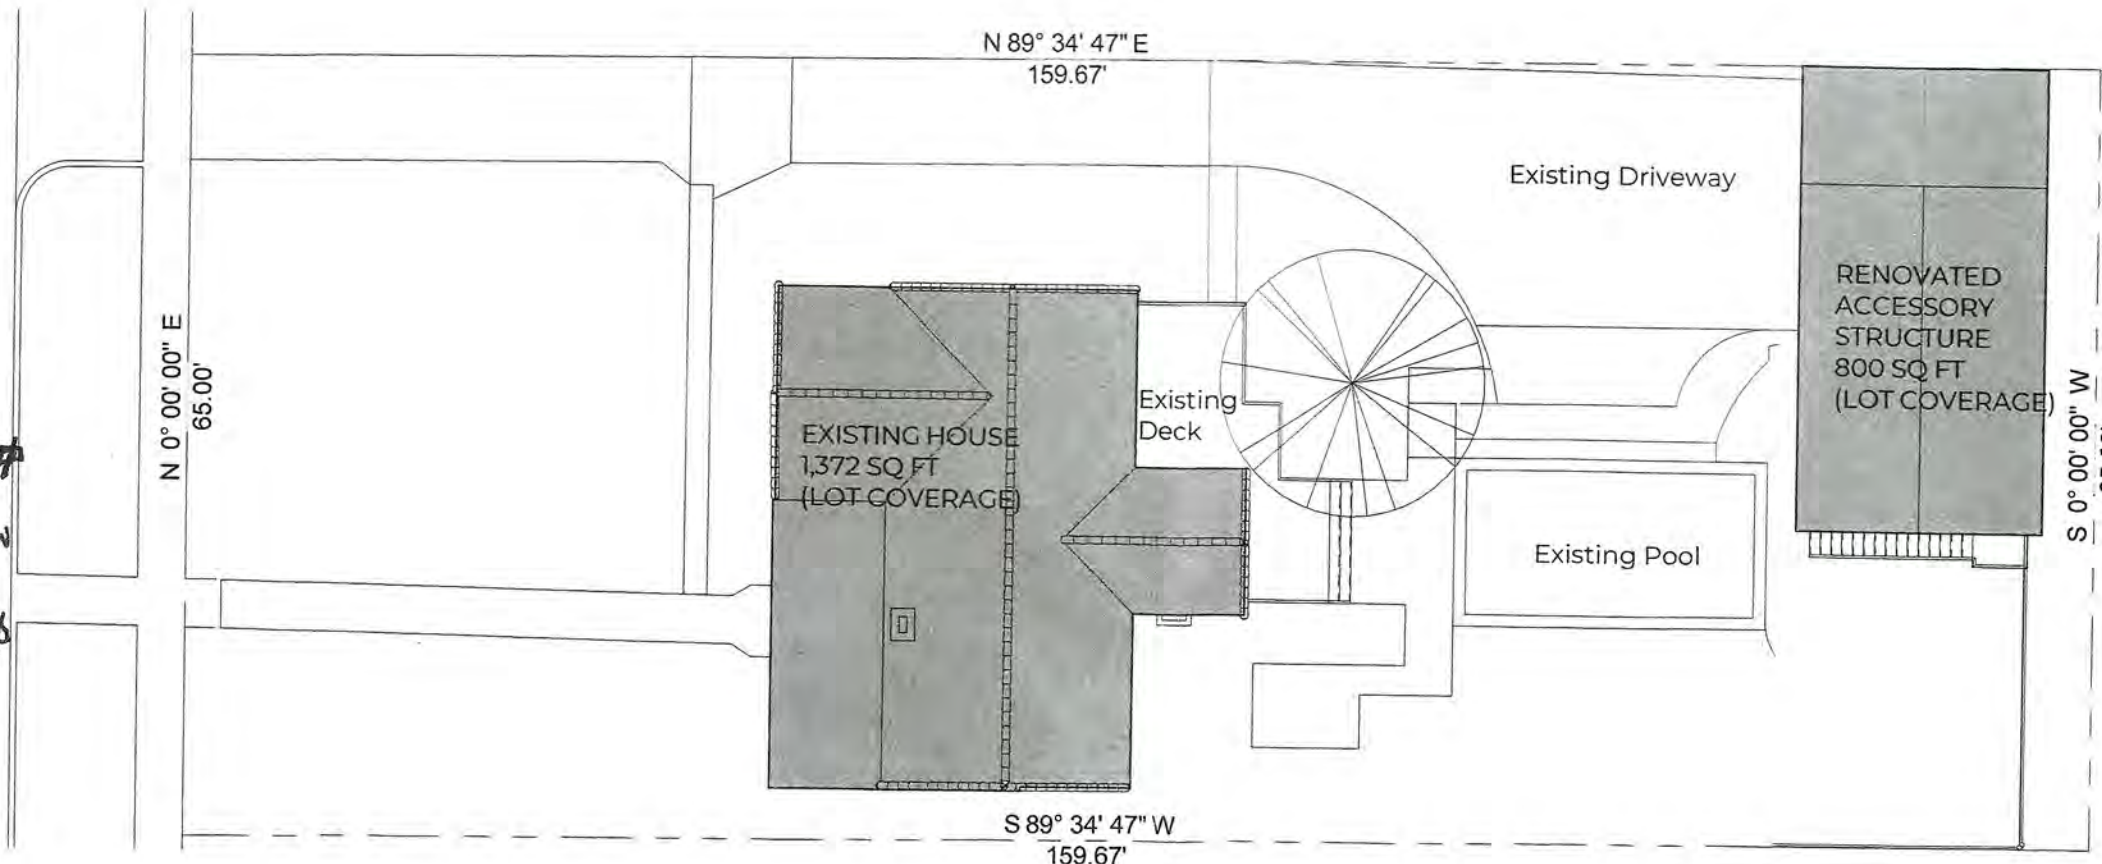 N 89° 34' 47" E
159.67'
Existing Driveway
RENOVATED
ACCESSORY
STRUCTURE
800 SQ FT
(LOT COVERAGE)
N 0° 00' 00" E
65.00'
Existing
Deck
EXISTING HOUSE
1,372 SQ FT
(LOT COVERAGE)
Existing Pool
S 0° 00' 00" W
S 89° 34' 47" W
159.67'